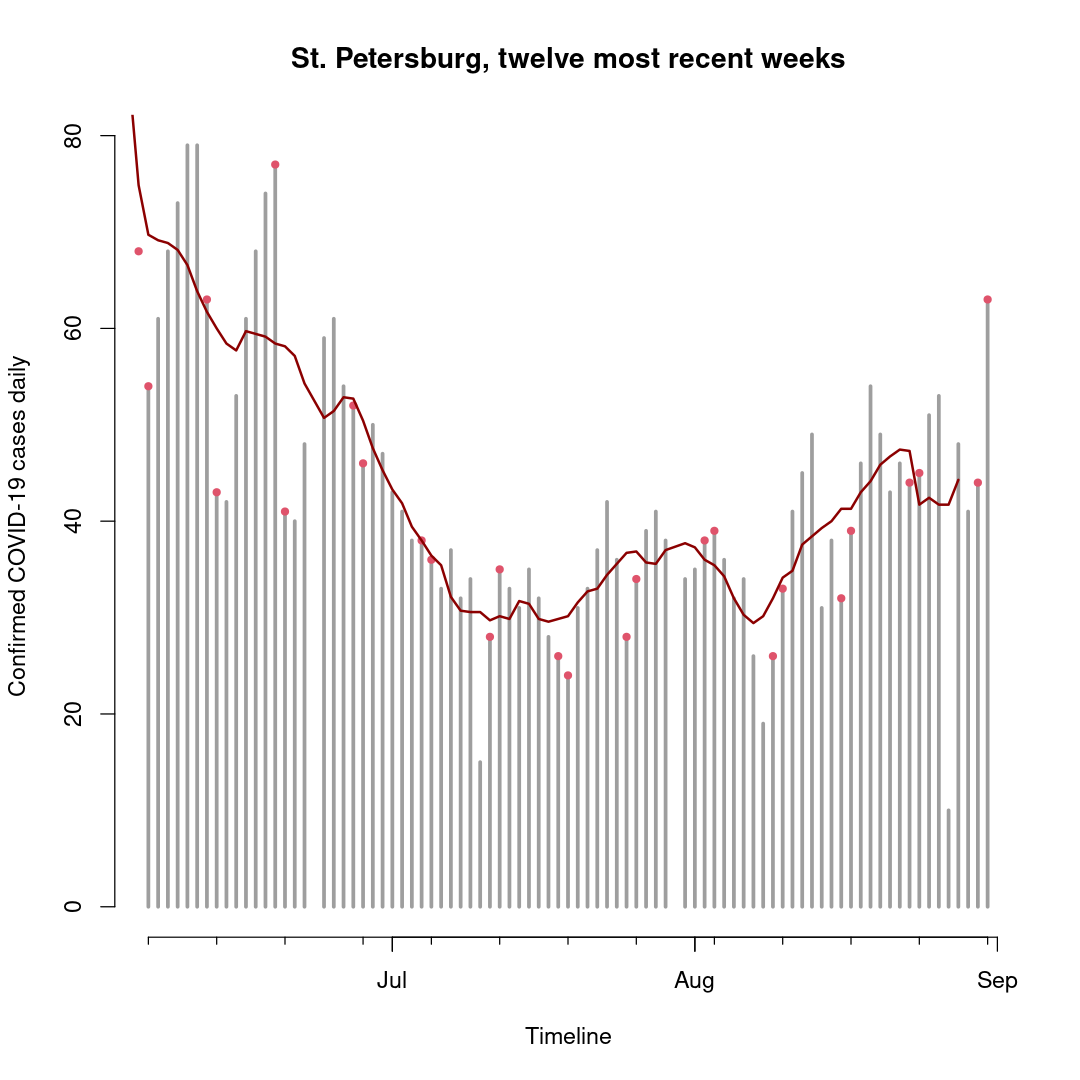 St. Petersburg, twelve most recent weeks
Confirmed COVID-19 cases daily
80
60
40
20
0
Jul
Aug
Sep
Timeline